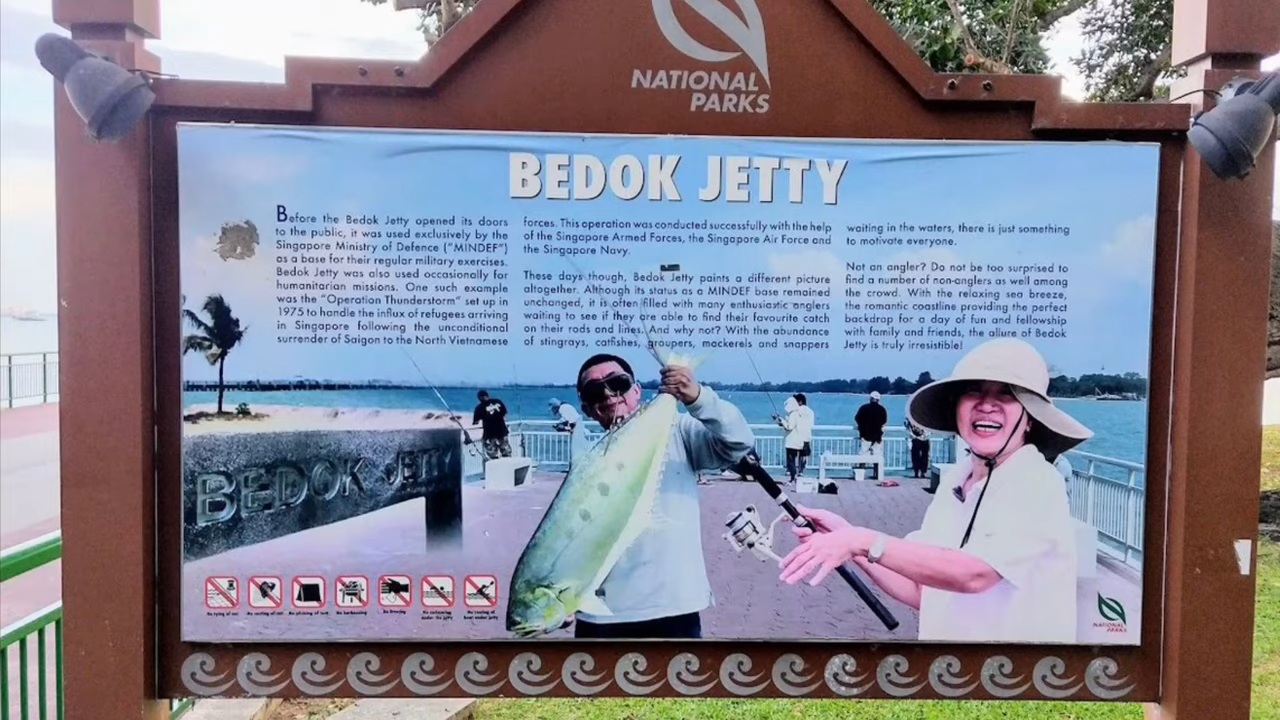 NATIONAL
PARKS
BEDOK JETTY
Before the Bedok Jetty opened its doors
to the public, it was used exclusively by the
Singapore Ministry of Defence ("MINDEF")
as a base for their regular military exercises.
Bedok Jetty was also used occasionally for
humanitarian missions. One such example
was the "Operation Thunderstorm" set up in
1975 to handle the influx of refugees arriving
in Singapore following the unconditional
surrender of Saigon to the North Vietnamese
forces. This operation was conducted successfully with the help
of the Singapore Armed Forces, the Singapore Air Force and
the Singapore Navy.
These days though, Bedok Jetty paints a different picture
altogether. Although its status as a MINDEF base remained
unchanged, it is often filled with many enthusiastic anglers
waiting to see if they are able to find their favourite catch
on their rods and lines. And why not? With the abundance
of stingrays, catfishes, groupers, mackerels and snappers
waiting in the waters, there is just something
to motivate everyone.
Not an angler? Do not be too surprised to
find a number of non-anglers as well among
the crowd. With the relaxing sea breeze,
the romantic coastline providing the perfect
backdrop for a day of fun and fellowship
with family and friends, the allure of Bedok
Jetty is truly irresistible!
BEDOK JETTY
NATIONAL
PARKS